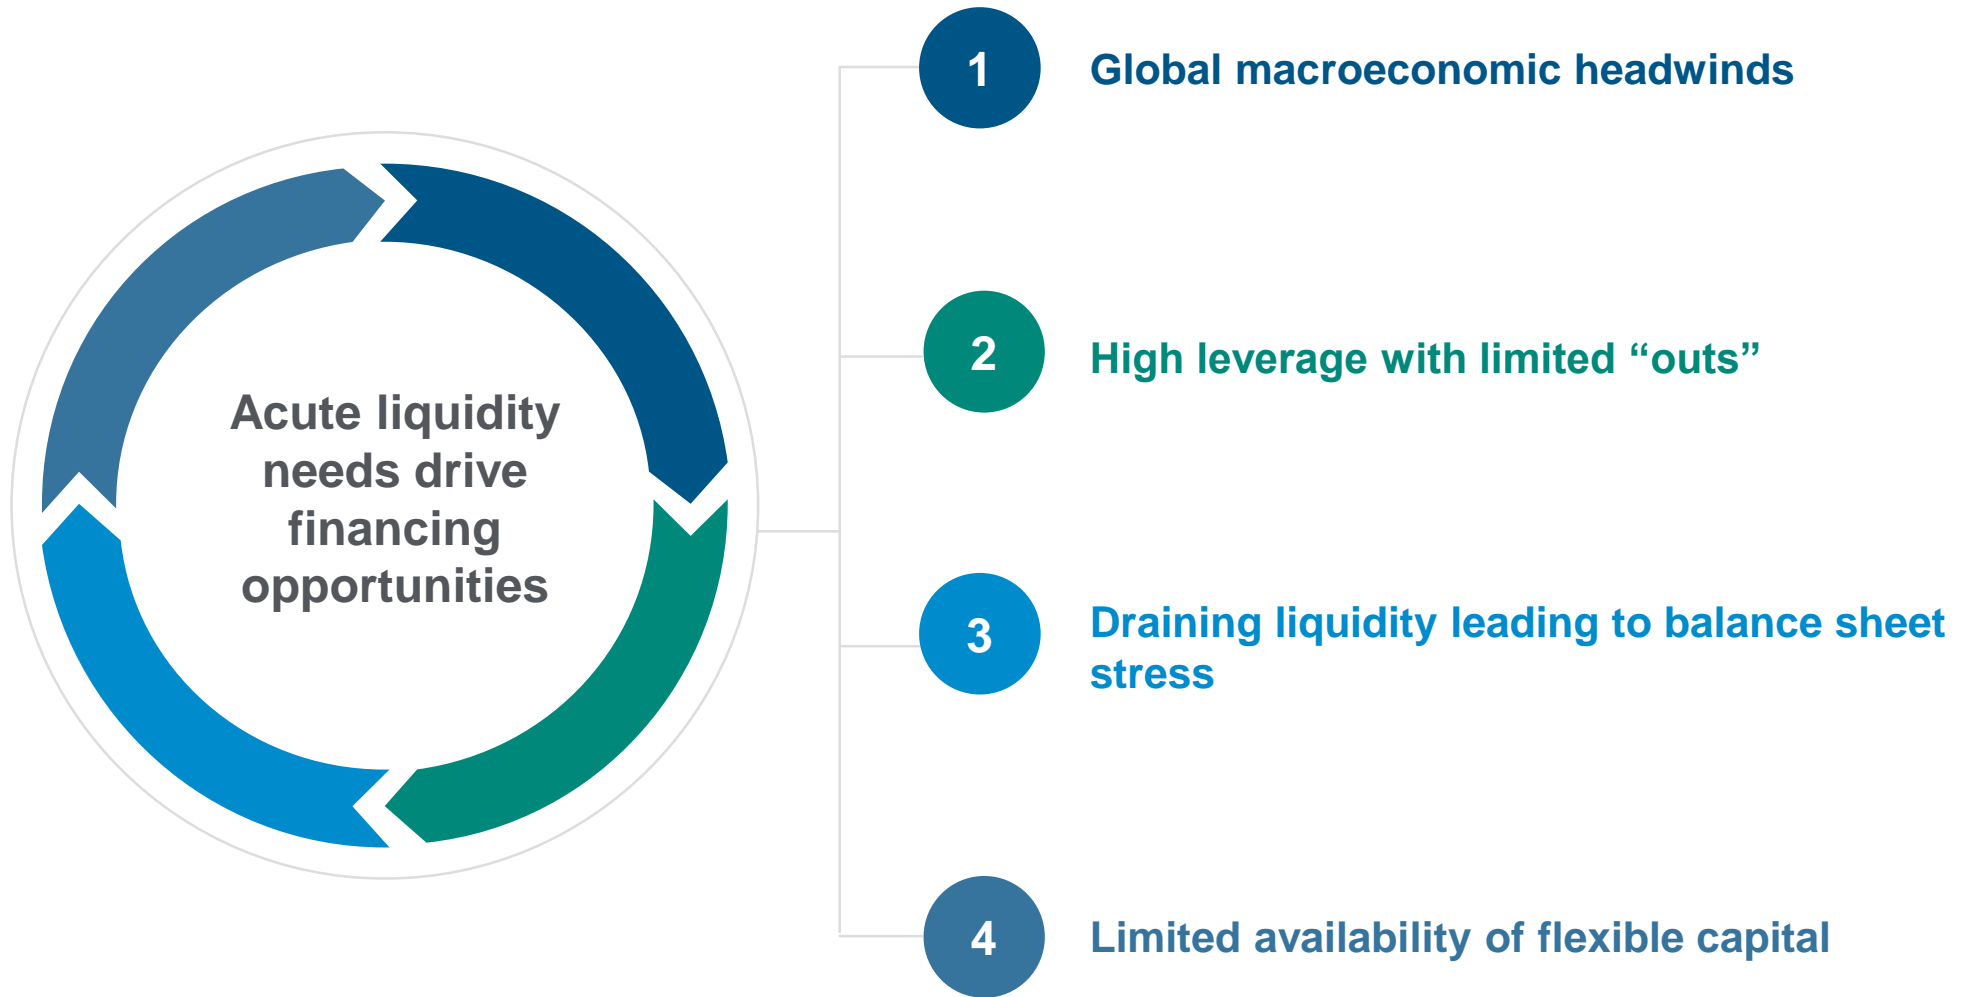 Acute liquidity
needs drive
financing
opportunities
1
Global macroeconomic headwinds
2
High leverage with limited “outs”
3
Draining liquidity leading to balance sheet
stress
4
Limited availability of flexible capital